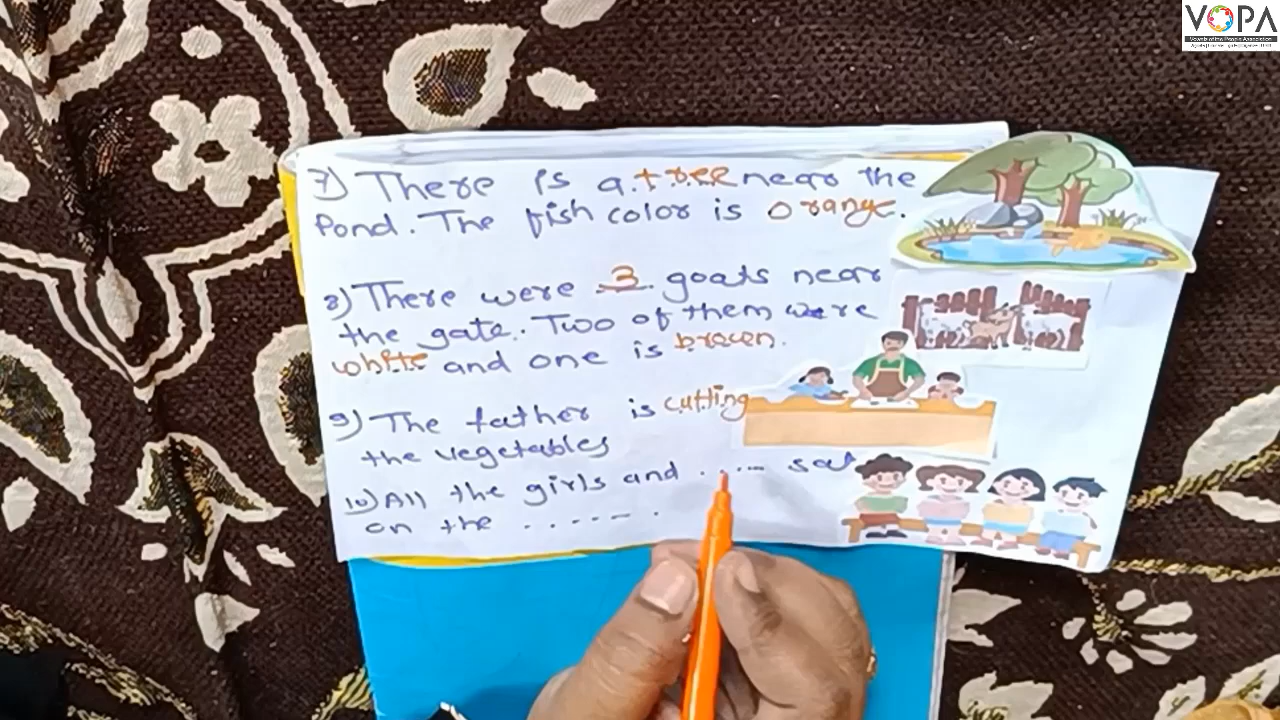 VOPA
7) There is a.tree near the
Pond. The fish color is orange.
8) There were 3 goats near
the gate. Two of them were
white and one is brown.
9) The father is cutting
the vegetables
10) All the girls and ..... sat
on the ...... .